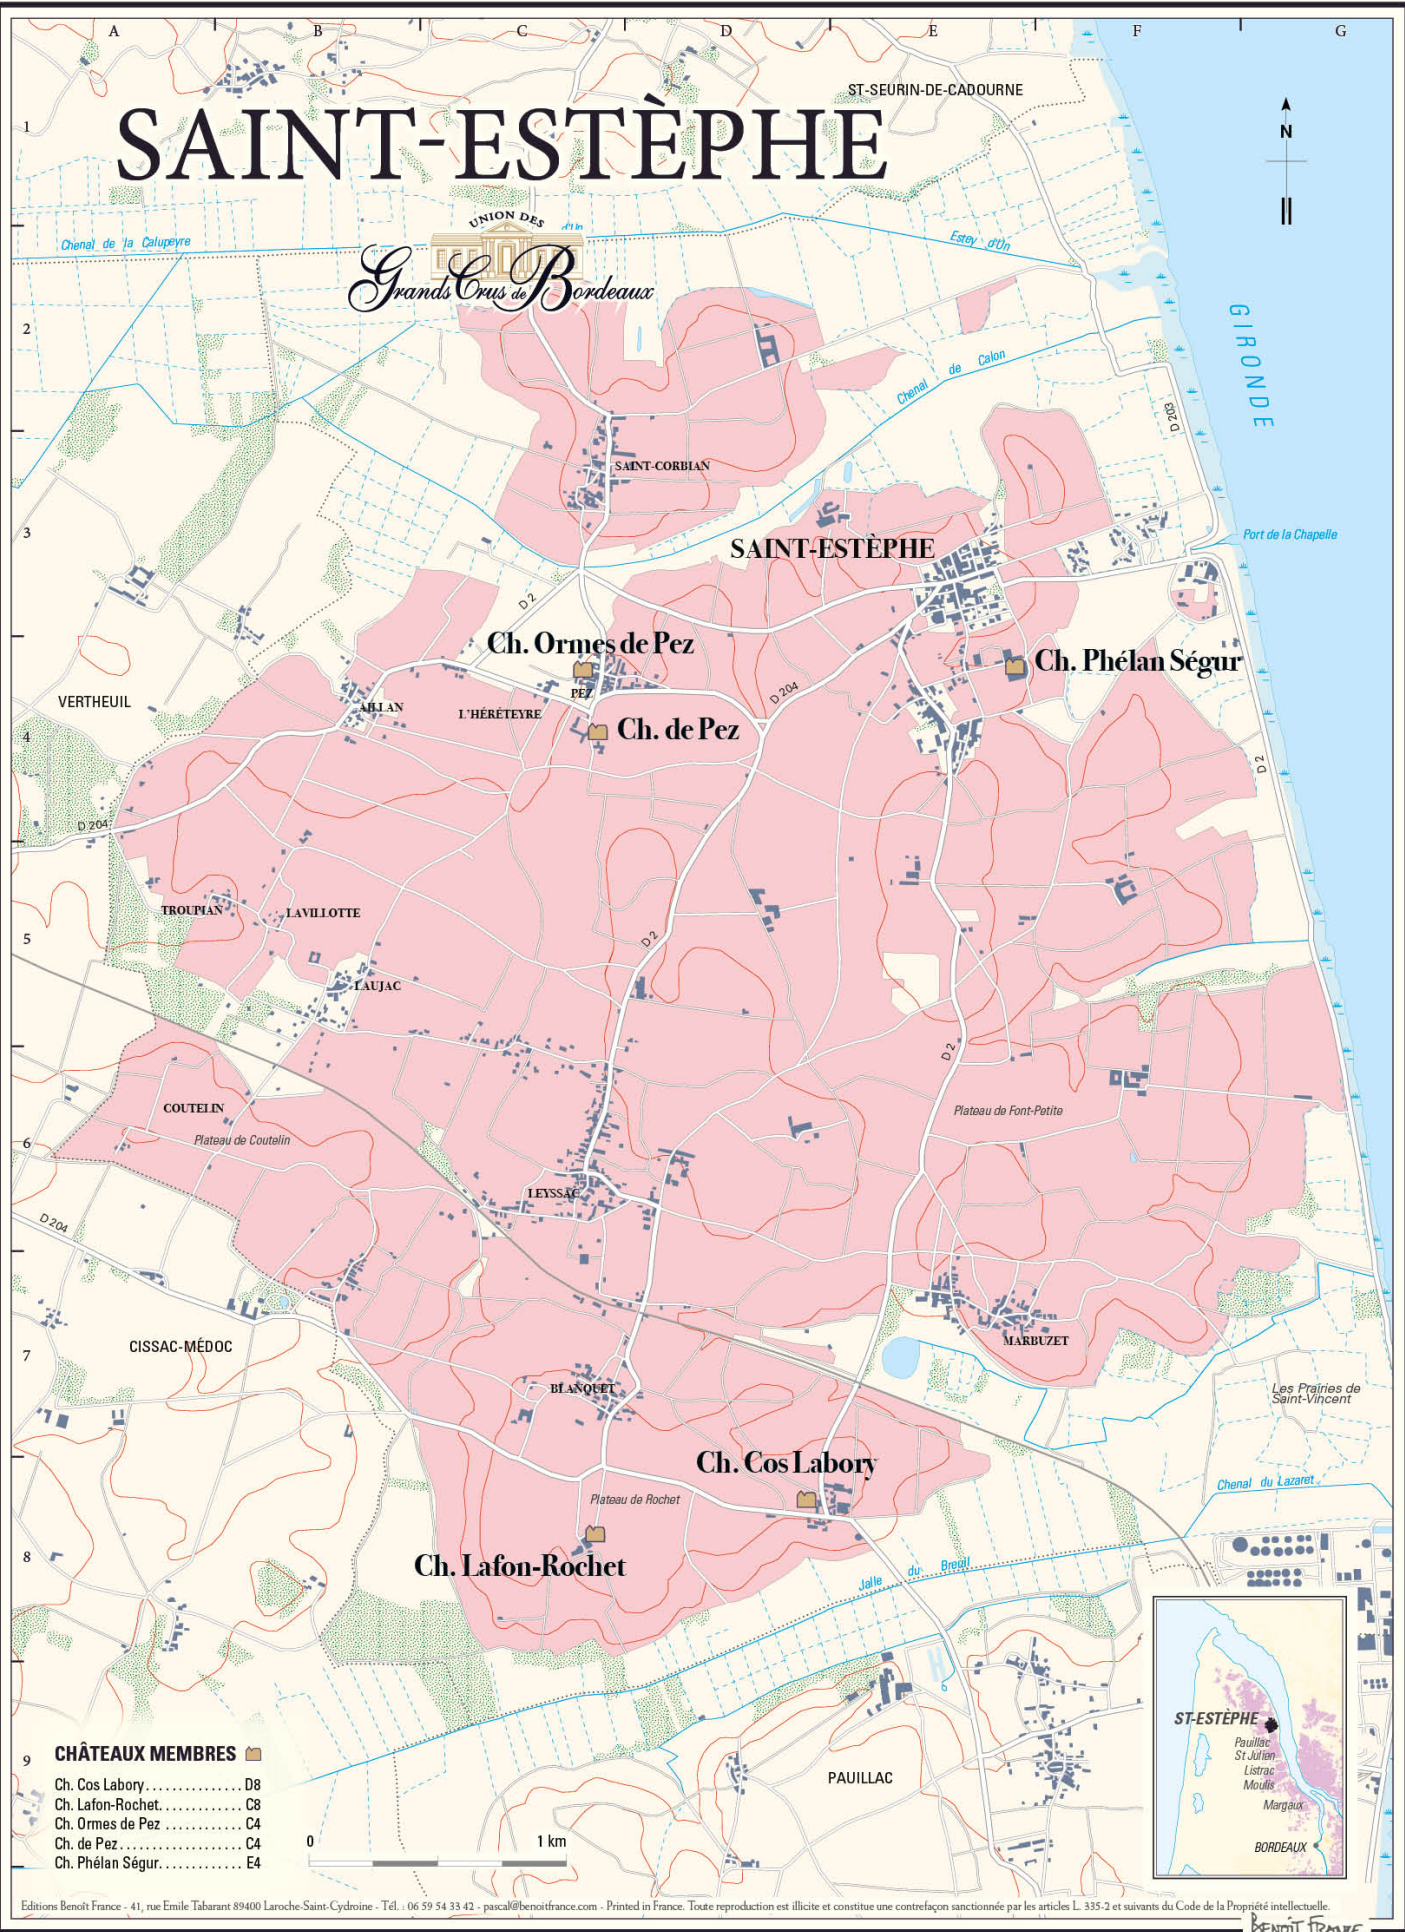 A B C D E F G
ST-SEURIN-DE-CADOURNE
1
SAINT-ESTÈPHE
N
UNION DES
d'Un
Grands Crus de Bordeaux
Chenal de la Calupeyre
Estey d'Un
2
GIRONDE
Chenal de Calon
D 203
SAINT-CORBIAN
3
Port de la Chapelle
SAINT-ESTÈPHE
D 2
Ch. Ormes de Pez
Ch. Phélan Ségur
PEZ
D 204
VERTHEUIL
AILLAN
L'HÉRÉTEYRE
Ch. de Pez
4
D 2
D 204
TROUPIAN
LAVILLOTTE
5
D 2
LAUJAC
D 2
COUTELIN
Plateau de Font-Petite
6
Plateau de Coutelin
LEYSSAC
D 204
CISSAC-MÉDOC
MARBUZET
7
BLANQUET
Les Prairies de
Saint-Vincent
Ch. Cos Labory
Chenal du Lazaret
Plateau de Rochet
8
Ch. Lafon-Rochet
Jalle du Breuil
ST-ESTÈPHE
Pauillac
St Julien
Listrac
Moulis
Margaux
BORDEAUX
9
PAUILLAC
CHÂTEAUX MEMBRES
Ch. Cos Labory............... D8
Ch. Lafon-Rochet............. C8
Ch. Ormes de Pez ............ C4
Ch. de Pez................... C4
Ch. Phélan Ségur............. E4
0 1 km
Editions Benoît France - 41, rue Emile Tabarant 89400 Laroche-Saint-Cydroine - Tél. : 06 59 54 33 42 - pascal@benoitfrance.com - Printed in France. Toute reproduction est illicite et constitue une contrefaçon sanctionnée par les articles L. 335-2 et suivants du Code de la Propriété intellectuelle.
BENOÎT FRANCE